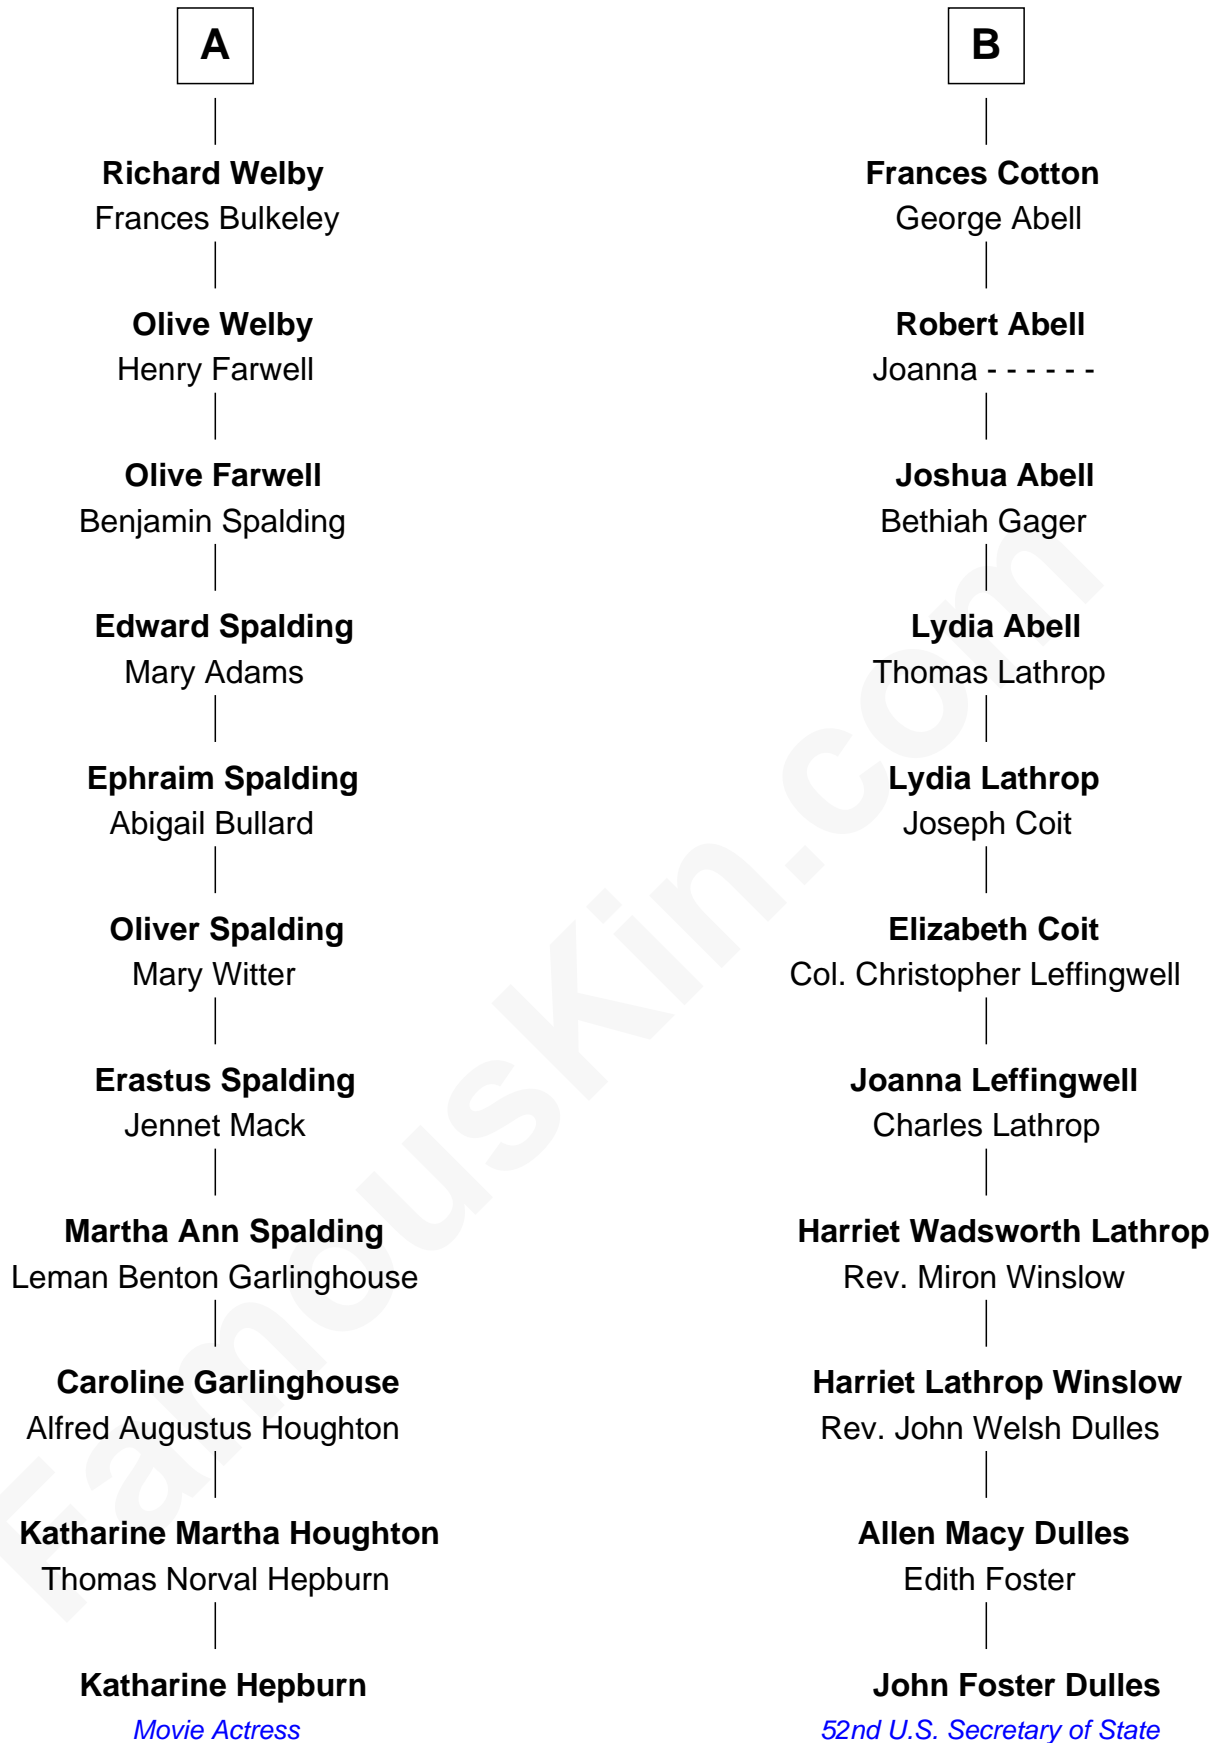 A
Richard Welby
Frances Bulkeley
Olive Welby
Henry Farwell
Olive Farwell
Benjamin Spalding
Edward Spalding
Mary Adams
Ephraim Spalding
Abigail Bullard
Oliver Spalding
Mary Witter
Erastus Spalding
Jennet Mack
Martha Ann Spalding
Leman Benton Garlinghouse
Caroline Garlinghouse
Alfred Augustus Houghton
Katharine Martha Houghton
Thomas Norval Hepburn
Katharine Hepburn
Movie Actress
B
Frances Cotton
George Abell
Robert Abell
Joanna - - - - - -
Joshua Abell
Bethiah Gager
Lydia Abell
Thomas Lathrop
Lydia Lathrop
Joseph Coit
Elizabeth Coit
Col. Christopher Leffingwell
Joanna Leffingwell
Charles Lathrop
Harriet Wadsworth Lathrop
Rev. Miron Winslow
Harriet Lathrop Winslow
Rev. John Welsh Dulles
Allen Macy Dulles
Edith Foster
John Foster Dulles
52nd U.S. Secretary of State
FamousKin.com